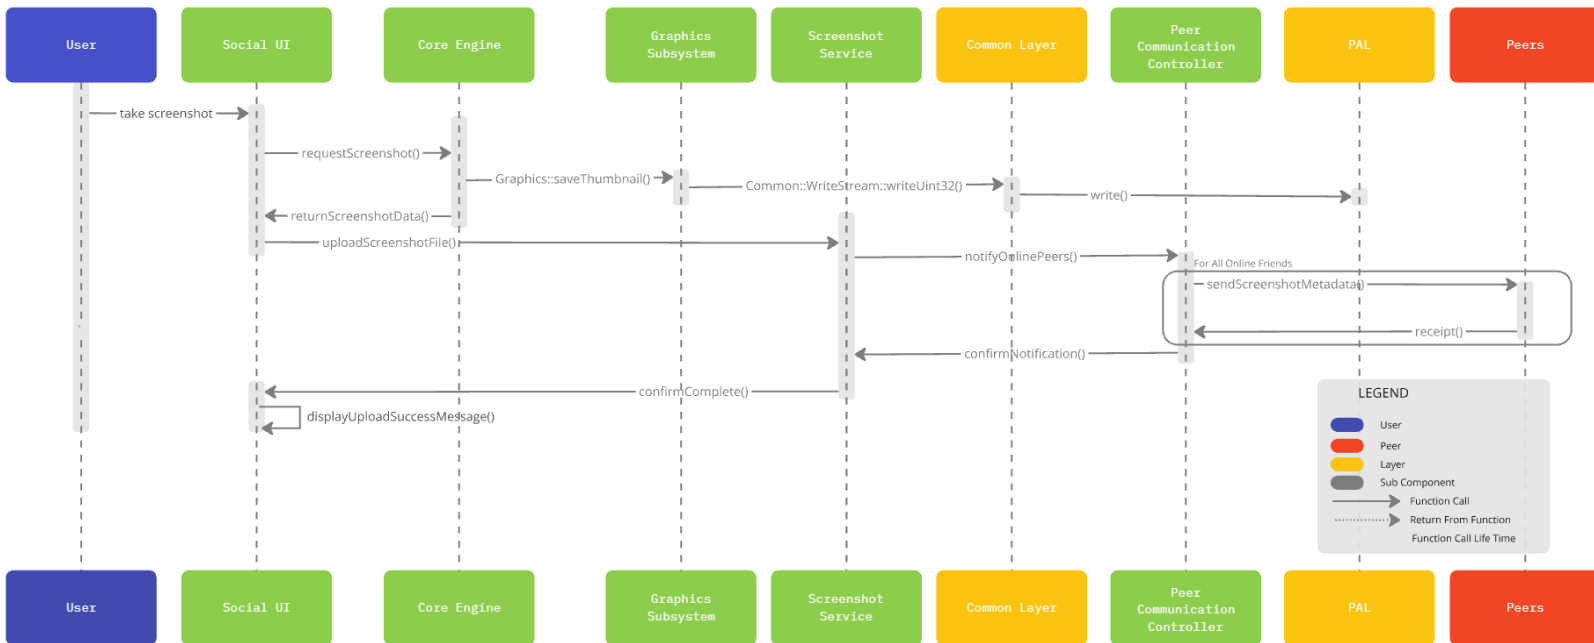 User
Social UI
Core Engine
Graphics
Subsystem
Screenshot
Service
Common Layer
Peer
Communication
Controller
PAL
Peers
take screenshot
requestScreenshot()
Graphics::saveThumbnail()
Common::WriteStream::writeUint32()
write()
returnScreenshotData()
uploadScreenshotFile()
notifyOnlinePeers()
For All Online Friends
sendScreenshotMetadata()
receipt()
confirmNotification()
confirmComplete()
displayUploadSuccessMessage()
LEGEND
User
Peer
Layer
Sub Component
Function Call
Return From Function
Function Call Life Time
User
Social UI
Core Engine
Graphics
Subsystem
Screenshot
Service
Common Layer
Peer
Communication
Controller
PAL
Peers